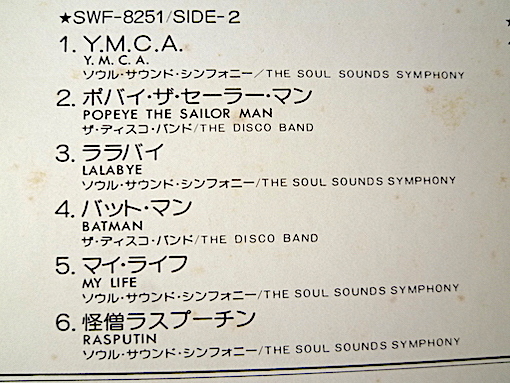 ★SWF-8251/SIDE-2
1. Y.M.C.A.
Y.M.C.A.
ソウル・サウンド・シンフォニー/THE SOUL SOUNDS SYMPHONY
2. ポパイ・ザ・セーラー・マン
POPEYE THE SAILOR MAN
ザ・ディスコ・バンド/THE DISCO BAND
3. ララバイ
LALABYE
ソウル・サウンド・シンフォニー/THE SOUL SOUNDS SYMPHONY
4. バット・マン
BATMAN
ザ・ディスコ・バンド/THE DISCO BAND
5. マイ・ライフ
MY LIFE
ソウル・サウンド・シンフォニー/THE SOUL SOUNDS SYMPHONY
6. 怪僧ラスプーチン
RASPUTIN
ソウル・サウンド・シンフォニー/THE SOUL SOUNDS SYMPHONY